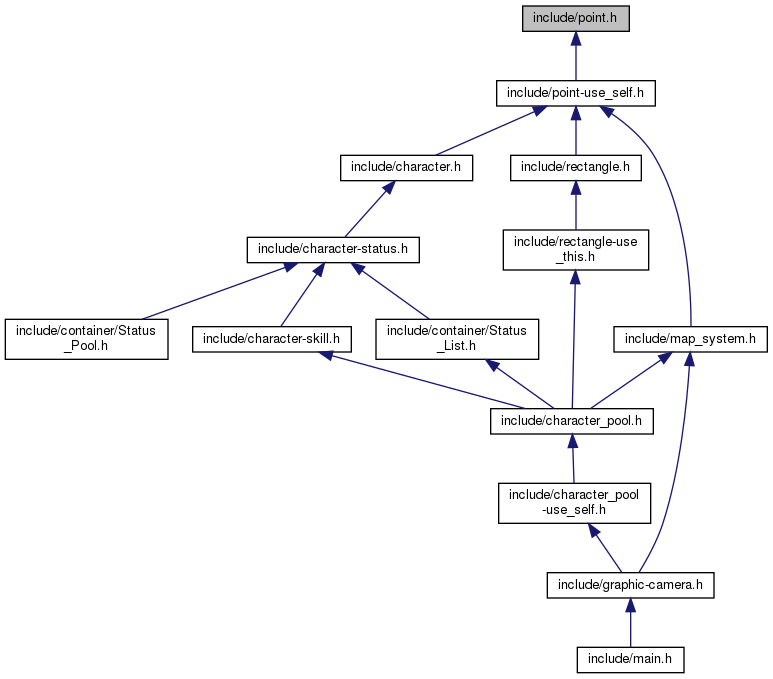 include/point.h
include/point-use_self.h
include/character.h
include/rectangle.h
include/character-status.h
include/rectangle-use
_this.h
include/container/Status
_Pool.h
include/character-skill.h
include/container/Status
_List.h
include/map_system.h
include/character_pool.h
include/character_pool
-use_self.h
include/graphic-camera.h
include/main.h